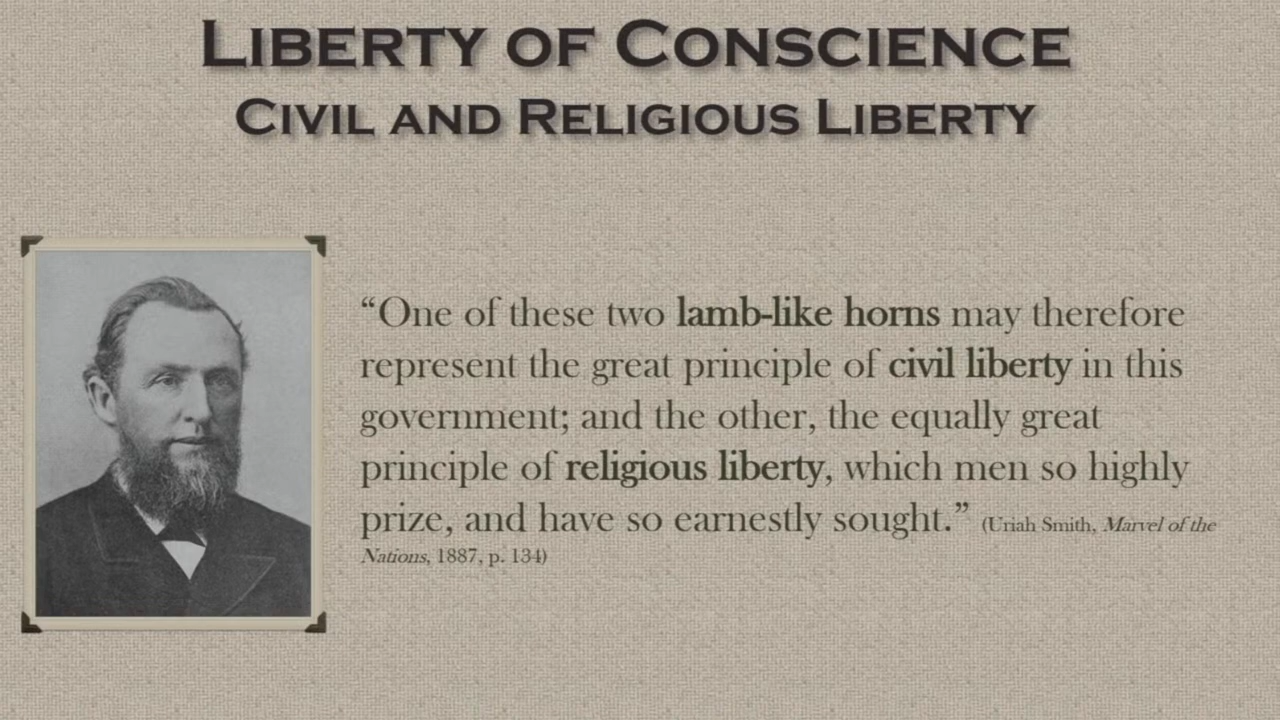 LIBERTY OF CONSCIENCE
CIVIL AND RELIGIOUS LIBERTY
“One of these two lamb-like horns may therefore
represent the great principle of civil liberty in this
government; and the other, the equally great
principle of religious liberty, which men so highly
prize, and have so earnestly sought.” (Uriah Smith, Marvel of the
Nations, 1887, p. 134)